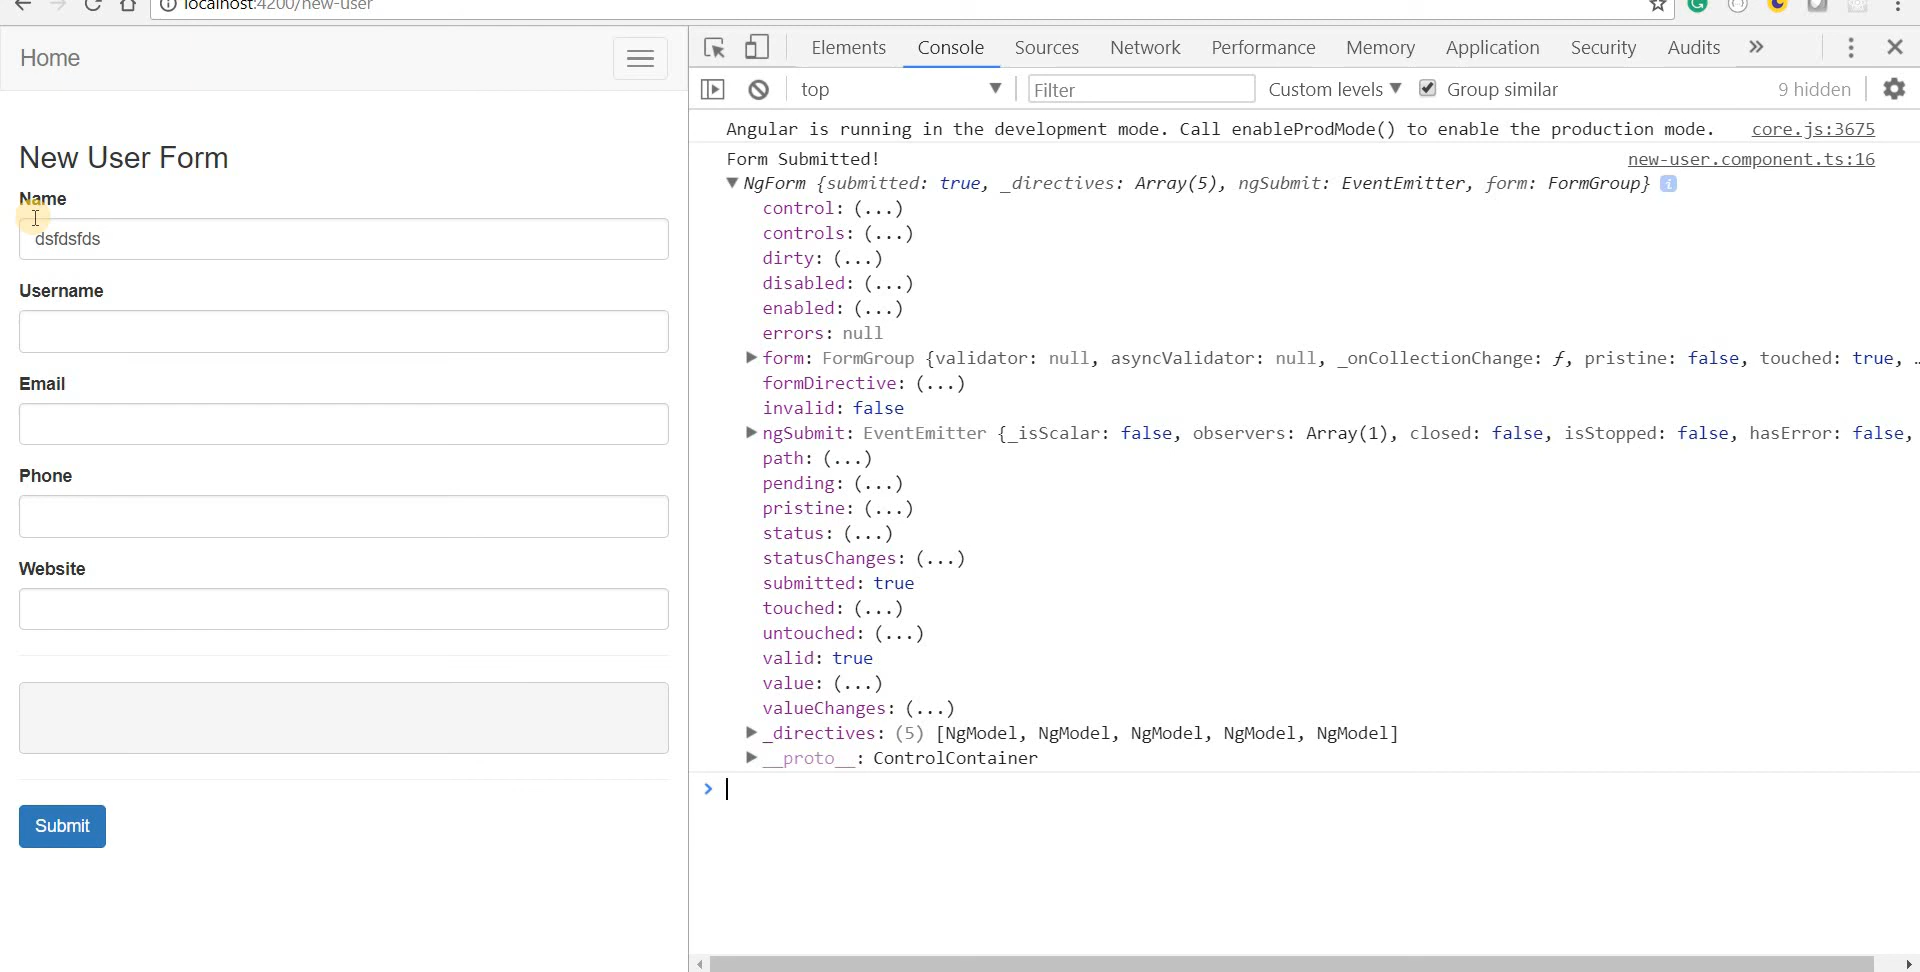 localhost:4200/new-user
Home
New User Form
Name
dsfdsfds
Username
Email
Phone
Website
Submit
Elements Console Sources Network Performance Memory Application Security Audits »
top Filter Custom levels Group similar 9 hidden
Angular is running in the development mode. Call enableProdMode() to enable the production mode. core.js:3675
Form Submitted! new-user.component.ts:16
NgForm {submitted: true, _directives: Array(5), ngSubmit: EventEmitter, form: FormGroup}
control: (...)
controls: (...)
dirty: (...)
disabled: (...)
enabled: (...)
errors: null
form: FormGroup {validator: null, asyncValidator: null, _onCollectionChange: ƒ, pristine: false, touched: true, …
formDirective: (...)
invalid: false
ngSubmit: EventEmitter {_isScalar: false, observers: Array(1), closed: false, isStopped: false, hasError: false,
path: (...)
pending: (...)
pristine: (...)
status: (...)
statusChanges: (...)
submitted: true
touched: (...)
untouched: (...)
valid: true
value: (...)
valueChanges: (...)
_directives: (5) [NgModel, NgModel, NgModel, NgModel, NgModel]
__proto__: ControlContainer